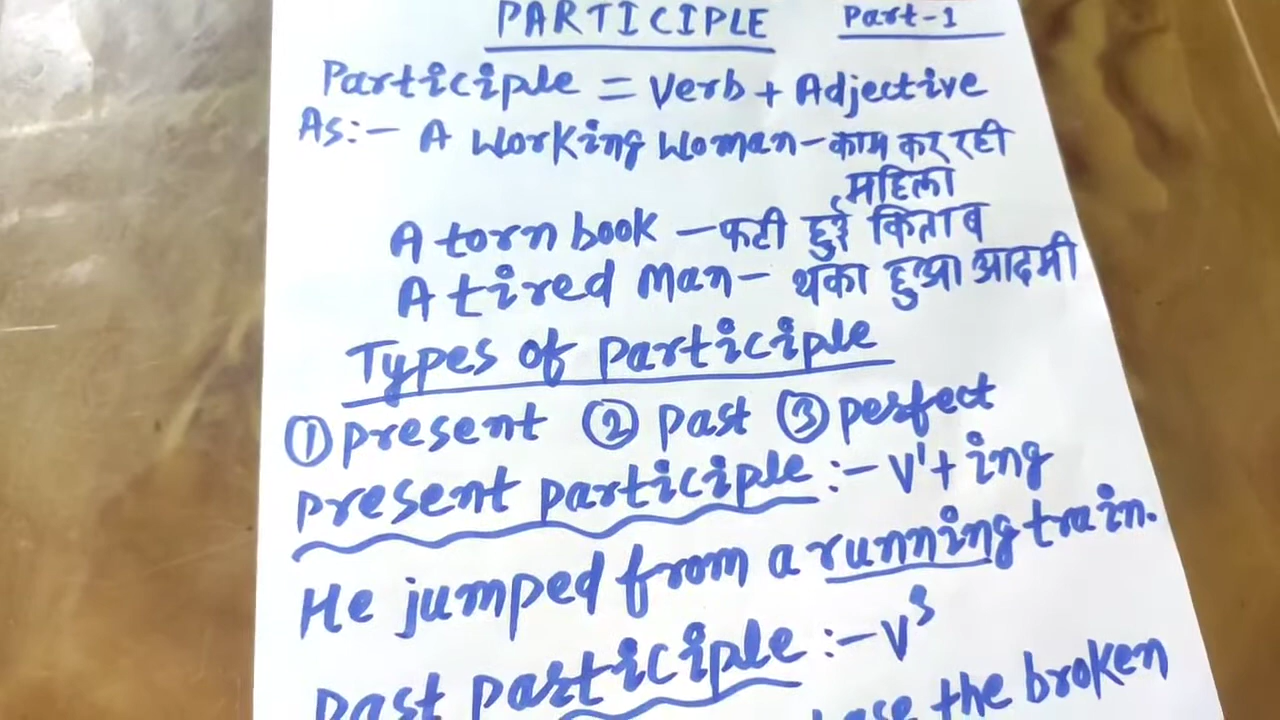 PARTICIPLE Part-1
Participle = Verb + Adjective
As:- A working woman - काम कर रही
महिला
A torn book - फटी हुई किताब
A tired man - थका हुआ आदमी
Types of participle
① present ② past ③ perfect
present participle :- V¹ + ing
He jumped from a running train.
past participle :- V³
the broken